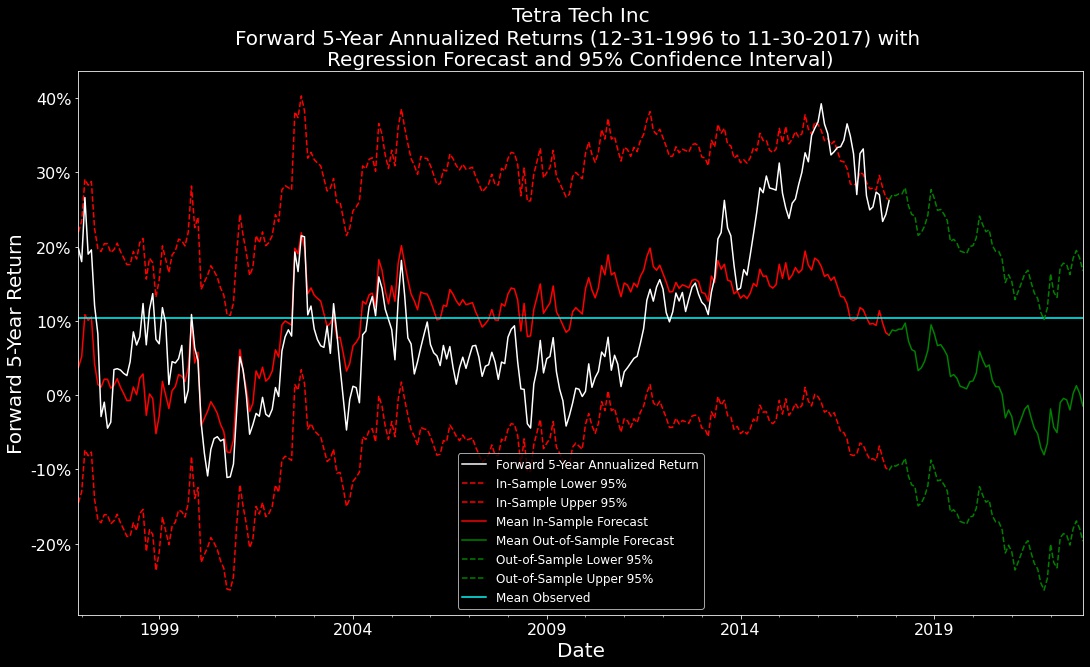 Tetra Tech Inc
Forward 5-Year Annualized Returns (12-31-1996 to 11-30-2017) with
Regression Forecast and 95% Confidence Interval)
Forward 5-Year Return
40%
30%
20%
10%
0%
-10%
-20%
Forward 5-Year Annualized Return
In-Sample Lower 95%
In-Sample Upper 95%
Mean In-Sample Forecast
Mean Out-of-Sample Forecast
Out-of-Sample Lower 95%
Out-of-Sample Upper 95%
Mean Observed
1999 2004 2009 2014 2019
Date